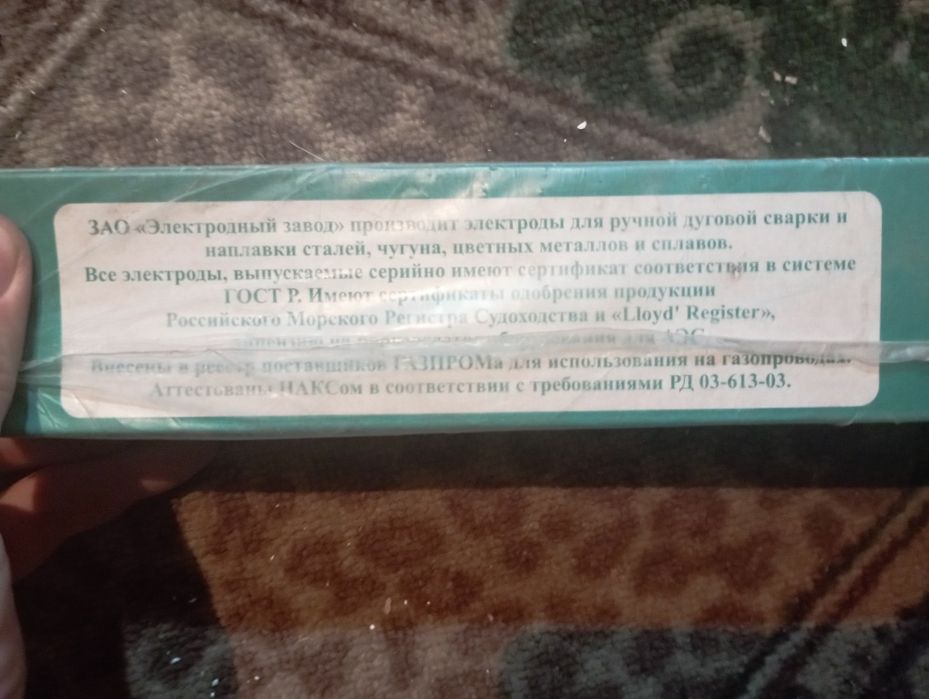 ЗАО «Электродный завод» производит электроды для ручной дуговой сварки и
наплавки сталей, чугуна, цветных металлов и сплавов.
Все электроды, выпускаемые серийно имеют сертификат соответствия в системе
ГОСТ Р. Имеют сертификаты одобрения продукции
Российского Морского Регистра Судоходства и «Lloyd' Register»,
для АЭС
Внесены в реестр поставщиков ГАЗПРОМа для использования на газопроводах.
Аттестованы НАКСом в соответствии с требованиями РД 03-613-03.